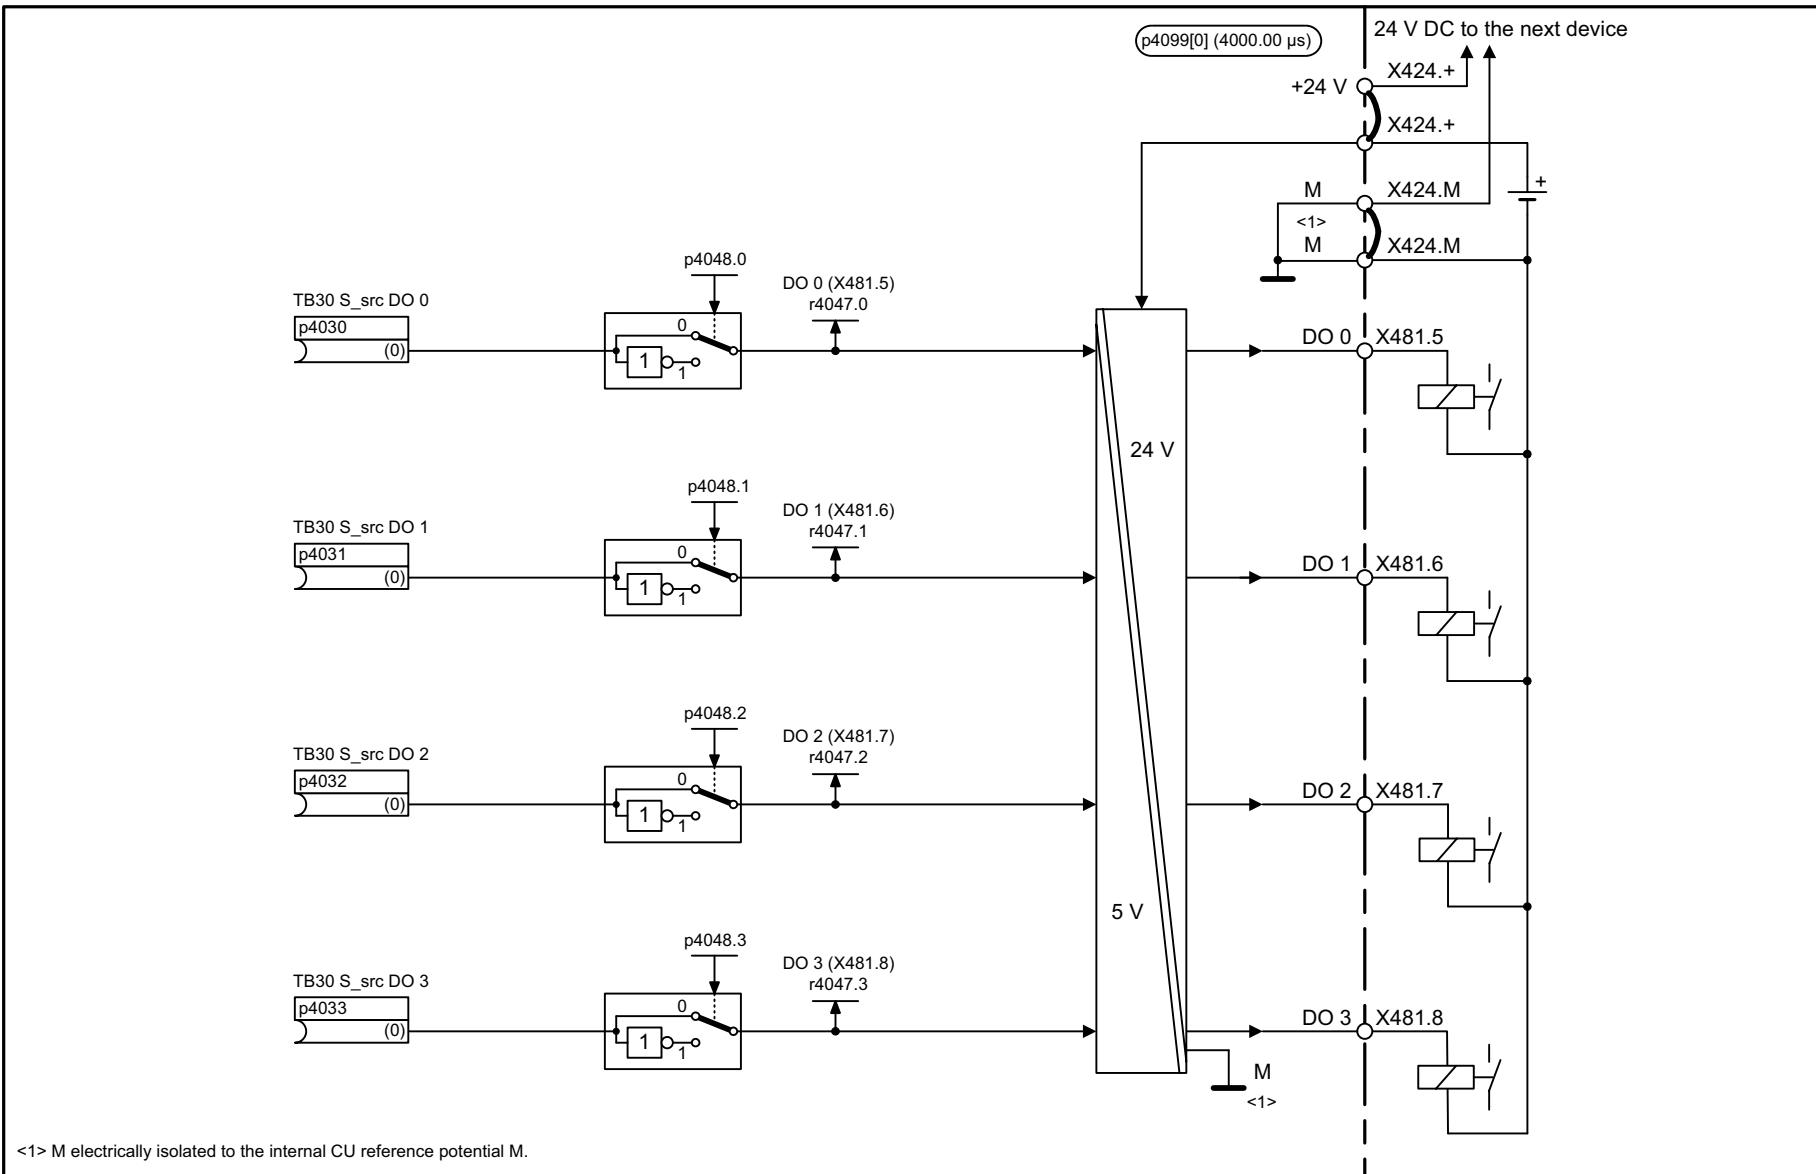 24 V DC to the next device
p4099[0] (4000.00 µs)
X424.+
+24 V
X424.+
+
M
X424.M
<1>
M
X424.M
p4048.0
DO 0 (X481.5)
r4047.0
TB30 S_src DO 0
p4030
(0)
0
1
1
DO 0
X481.5
24 V
p4048.1
DO 1 (X481.6)
r4047.1
TB30 S_src DO 1
p4031
(0)
0
1
1
DO 1
X481.6
p4048.2
DO 2 (X481.7)
r4047.2
TB30 S_src DO 2
p4032
(0)
0
1
1
DO 2
X481.7
5 V
p4048.3
DO 3 (X481.8)
r4047.3
TB30 S_src DO 3
p4033
(0)
0
1
1
DO 3
X481.8
M
<1>
<1> M electrically isolated to the internal CU reference potential M.